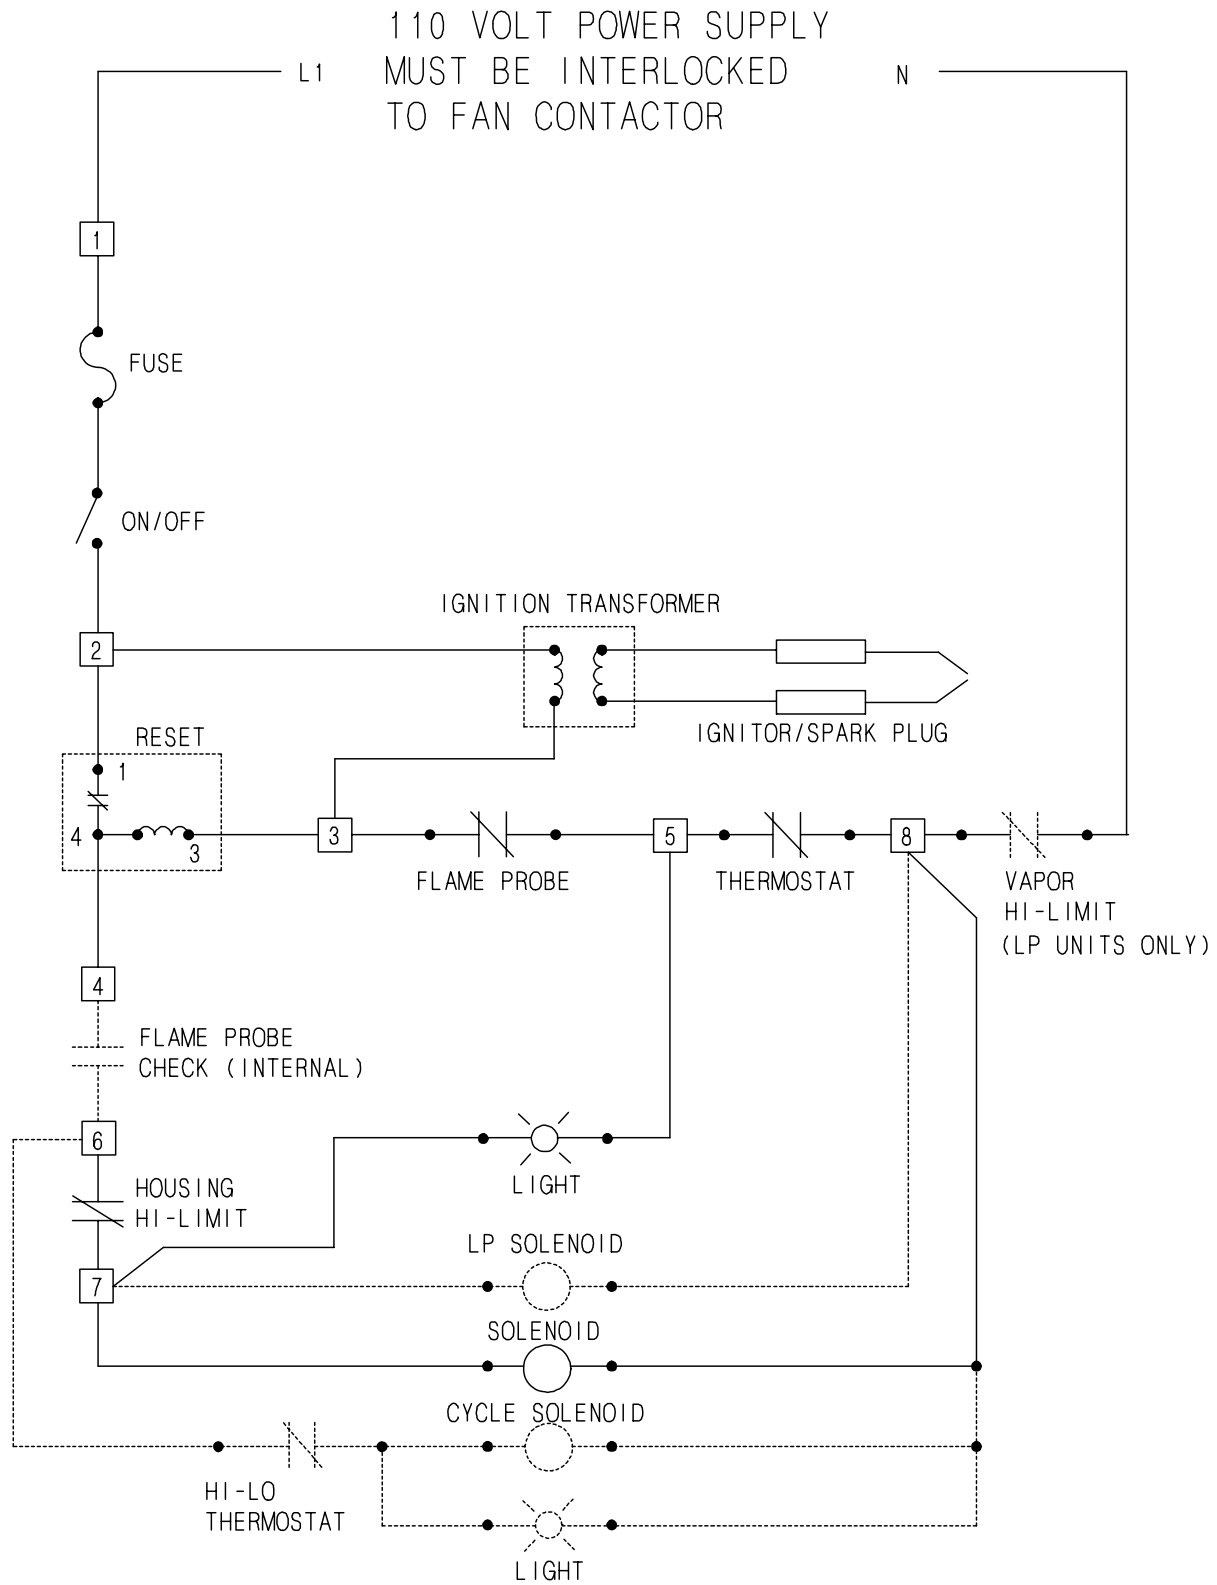 110 VOLT POWER SUPPLY
L1 MUST BE INTERLOCKED N
TO FAN CONTACTOR
1
FUSE
ON/OFF
IGNITION TRANSFORMER
2
IGNITOR/SPARK PLUG
RESET
1
4
3
3
5
8
FLAME PROBE
THERMOSTAT
VAPOR
HI-LIMIT
(LP UNITS ONLY)
4
FLAME PROBE
CHECK (INTERNAL)
6
LIGHT
HOUSING
HI-LIMIT
LP SOLENOID
7
SOLENOID
CYCLE SOLENOID
HI-LO
THERMOSTAT
LIGHT